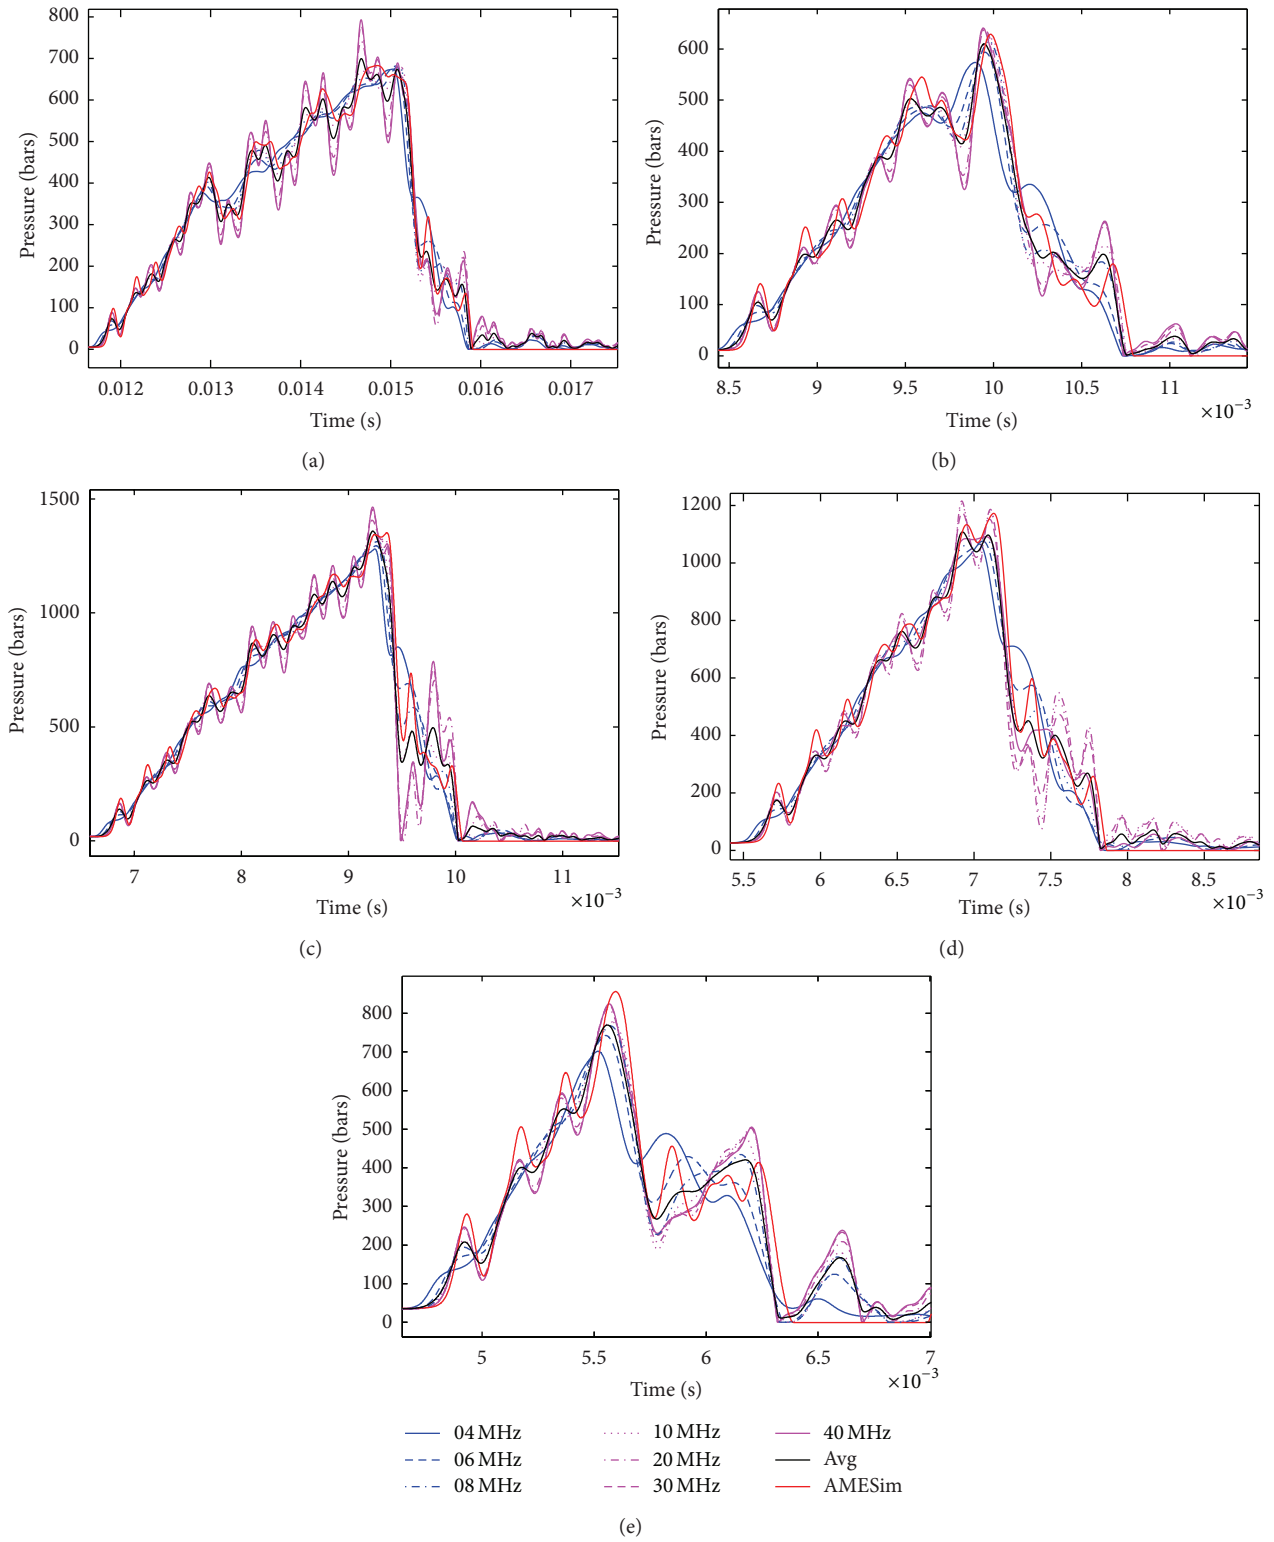 800
700
600
500
400
300
200
100
0
Pressure (bars)
0.012 0.013 0.014 0.015 0.016 0.017
Time (s)
(a)
600
500
400
300
200
100
0
Pressure (bars)
8.5 9 9.5 10 10.5 11
×10−3
Time (s)
(b)
1500
1000
500
0
Pressure (bars)
7 8 9 10 11
×10−3
Time (s)
(c)
1200
1000
800
600
400
200
0
Pressure (bars)
5.5 6 6.5 7 7.5 8 8.5
×10−3
Time (s)
(d)
800
700
600
500
400
300
200
100
0
Pressure (bars)
5 5.5 6 6.5 7
×10−3
Time (s)
04 MHz 10 MHz 40 MHz
06 MHz 20 MHz Avg
08 MHz 30 MHz AMESim
(e)